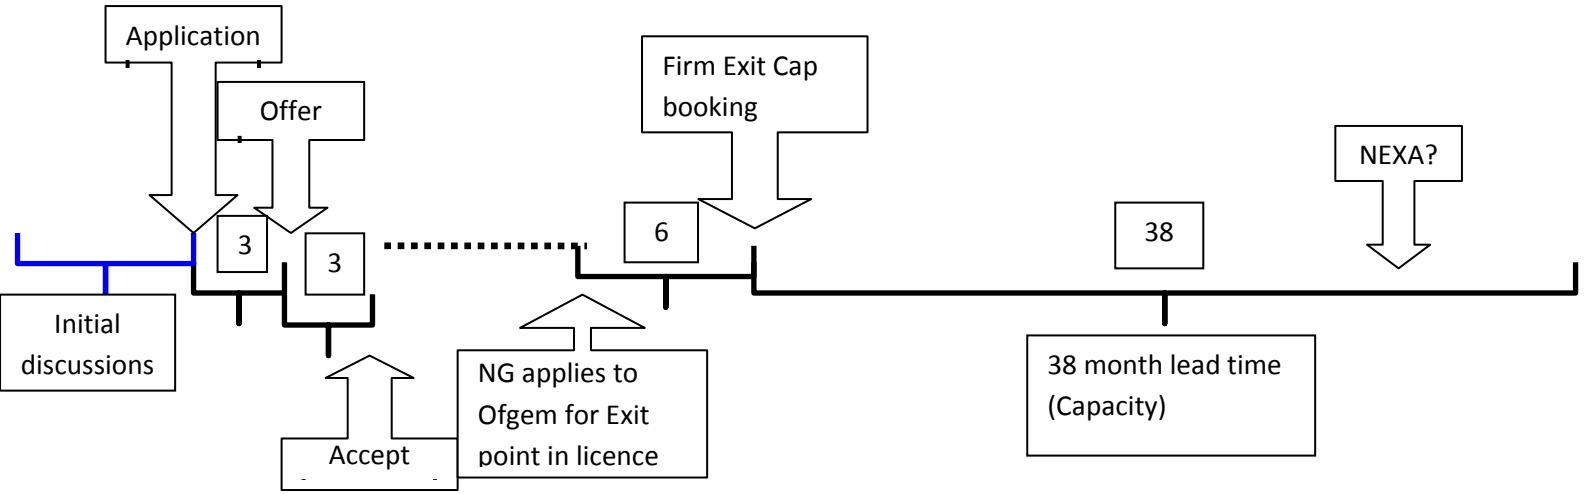 Application
Offer
Firm Exit Cap
booking
NEXA?
3
3
6
38
Initial
discussions
Accept
NG applies to
Ofgem for Exit
point in licence
38 month lead time
(Capacity)